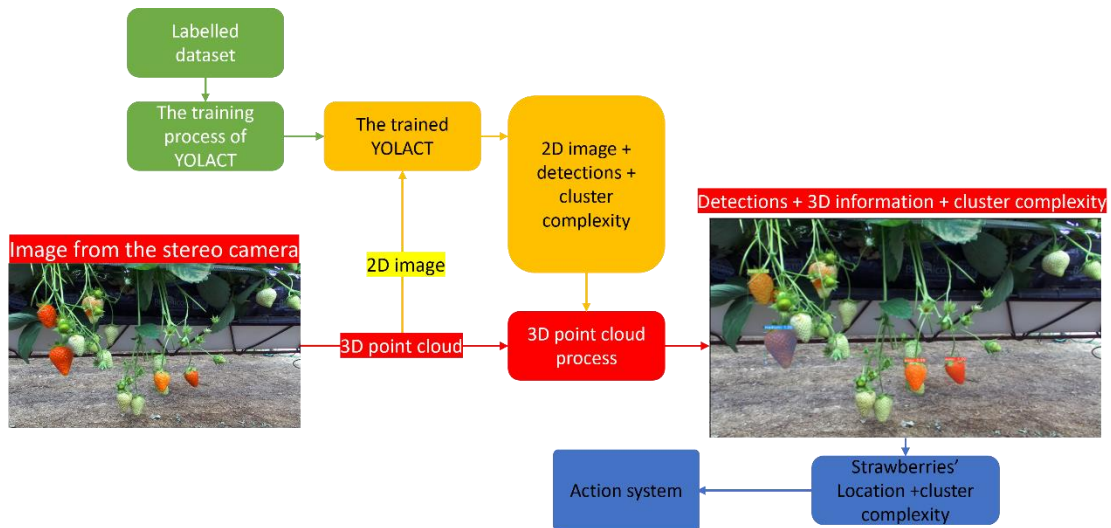 Labelled
dataset
The training
process of
YOLACT
The trained
YOLACT
2D image +
detections +
cluster
complexity
Detections + 3D information + cluster complexity
Image from the stereo camera
2D image
3D point cloud
3D point cloud
process
Action system
Strawberries'
Location +cluster
complexity